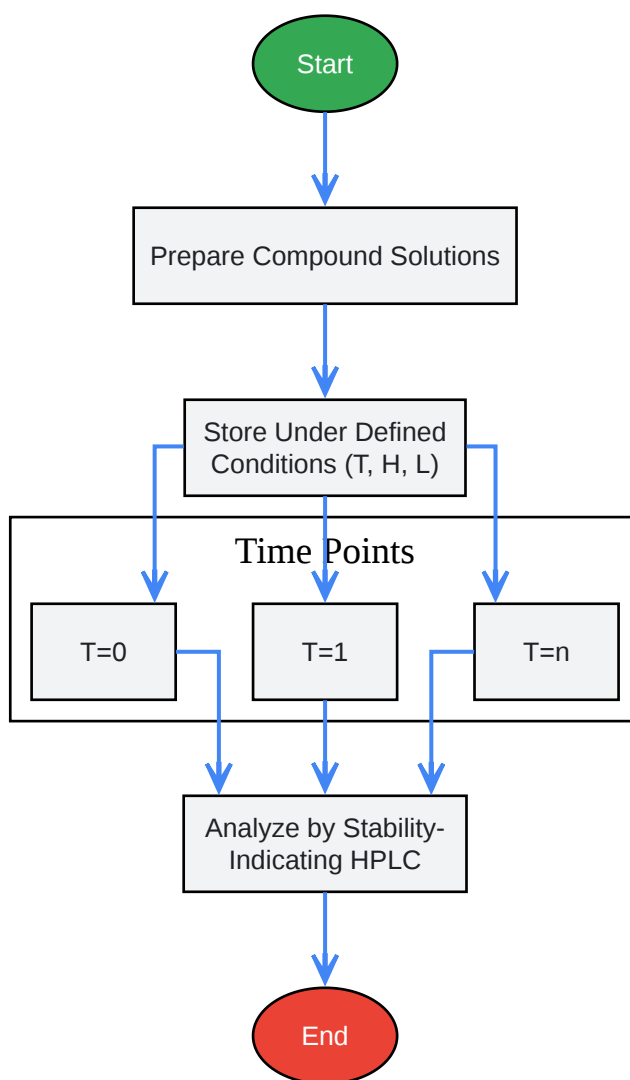 Start
Prepare Compound Solutions
Store Under Defined
Conditions (T, H, L)
Time Points
T=0
T=1
T=n
Analyze by Stability-
Indicating HPLC
End